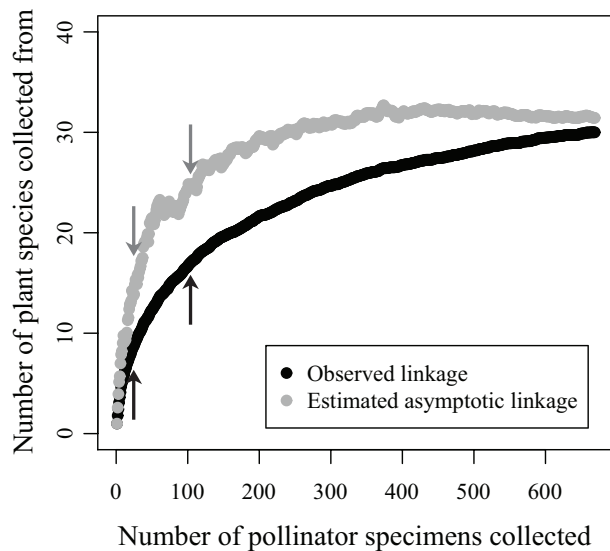 Number of plant species collected from
40
30
20
10
0
Observed linkage
Estimated asymptotic linkage
0 100 200 300 400 500 600
Number of pollinator specimens collected